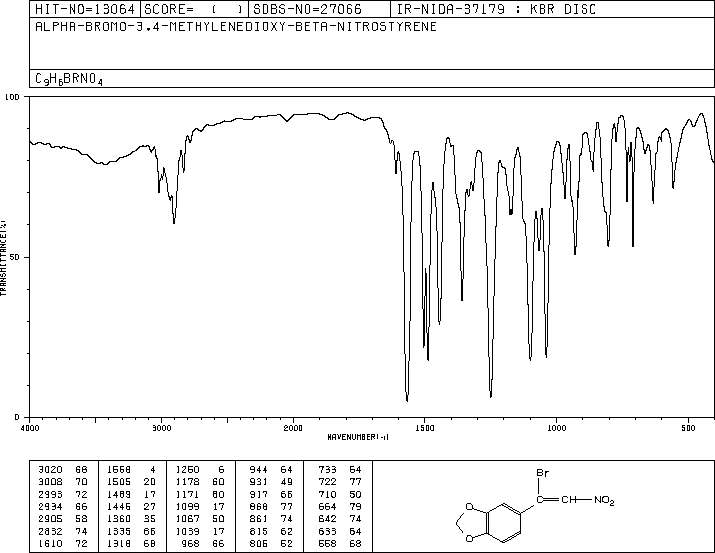 HIT-NO=13064 SCORE= ( ) SDBS-NO=27066 IR-NIDA-37179 : KBR DISC
ALPHA-BROMO-3,4-METHYLENEDIOXY-BETA-NITROSTYRENE
C9H6BRNO4
100
50
0
TRANSMITTANCE(%)
4000 3000 2000 1500 1000 500
WAVENUMBER(-1)
3020 68 1568 4 1250 6 944 64 733 64
3008 70 1505 20 1178 60 931 49 722 77
2993 72 1489 17 1171 60 917 66 710 50
2934 66 1446 27 1099 17 868 77 664 79
2905 58 1360 35 1067 50 861 74 642 74
2832 74 1335 66 1039 17 815 62 633 64
1610 72 1318 68 968 66 806 52 558 68
Br
C=CH-NO2
O
O